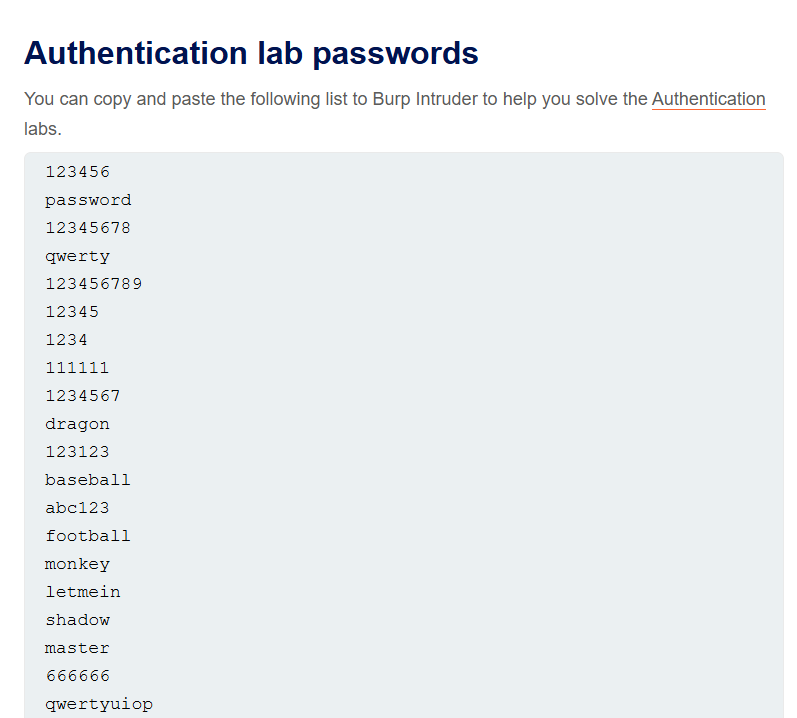 Authentication lab passwords
You can copy and paste the following list to Burp Intruder to help you solve the Authentication
labs.
123456
password
12345678
qwerty
123456789
12345
1234
111111
1234567
dragon
123123
baseball
abc123
football
monkey
letmein
shadow
master
666666
qwertyuiop